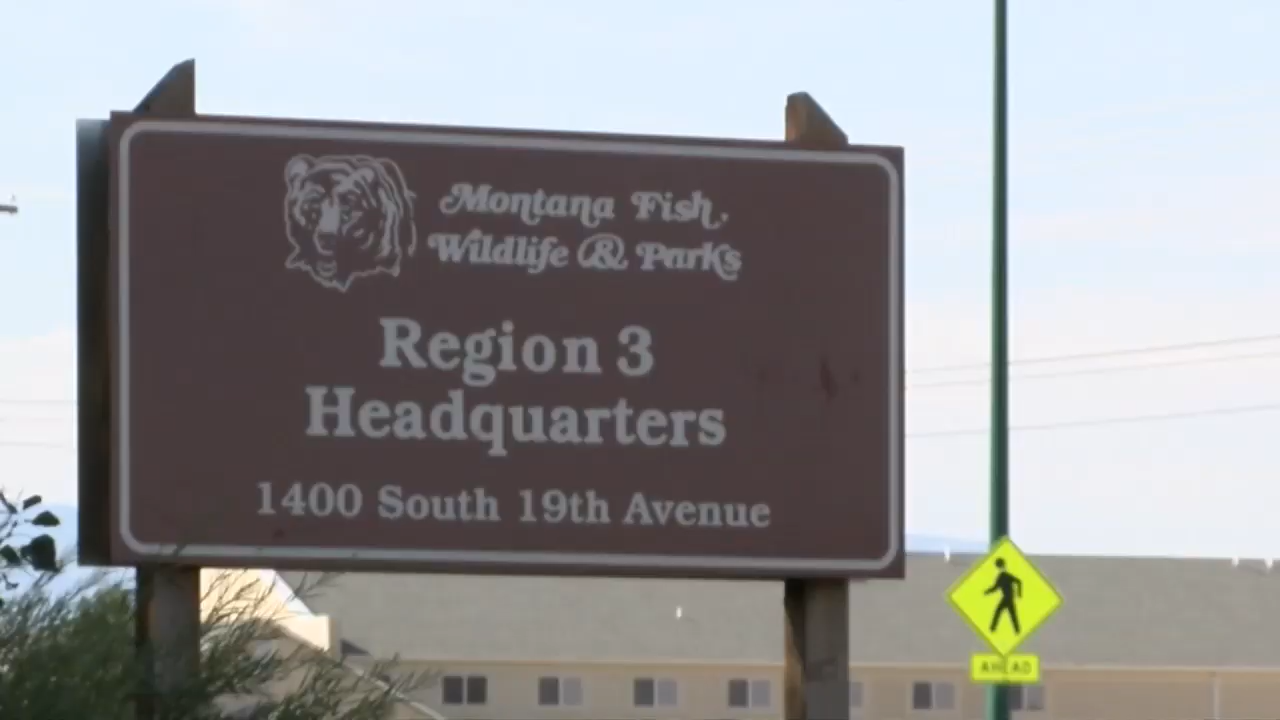 Montana Fish,
Wildlife & Parks
Region 3
Headquarters
1400 South 19th Avenue
AHEAD